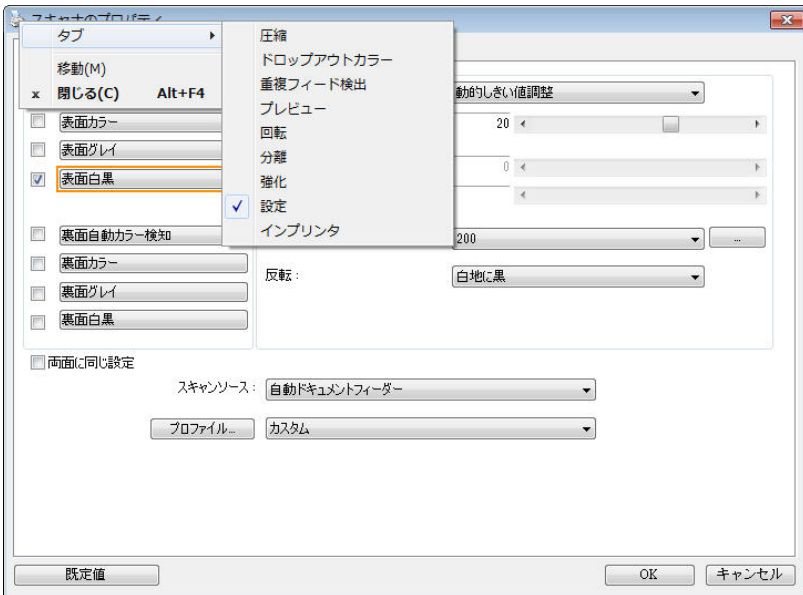 スキャナのプロパティ
タブ
移動(M)
x 閉じる(C) Alt+F4
圧縮
ドロップアウトカラー
重複フィード検出
プレビュー
回転
分離
強化
✓ 設定
インプリンタ
動的しきい値調整
表面カラー
20
表面グレイ
0
表面白黒
裏面自動カラー検知
200
...
裏面カラー
反転:
白地に黒
裏面グレイ
裏面白黒
両面に同じ設定
スキャンソース: 自動ドキュメントフィーダー
プロファイル... カスタム
既定値
OK
キャンセル